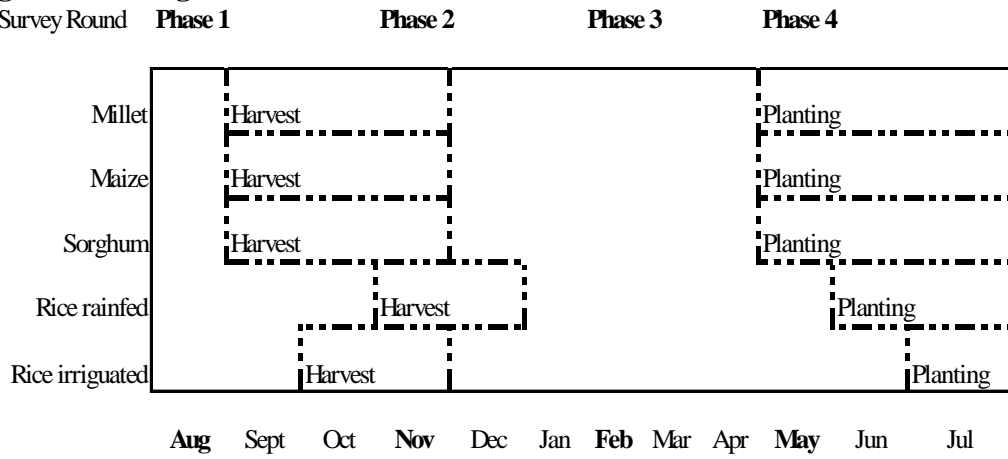 Survey Round Phase 1 Phase 2 Phase 3 Phase 4
Millet Harvest Planting
Maize Harvest Planting
Sorghum Harvest Planting
Rice rainfed Harvest Planting
Rice irriguated Harvest Planting
Aug Sept Oct Nov Dec Jan Feb Mar Apr May Jun Jul